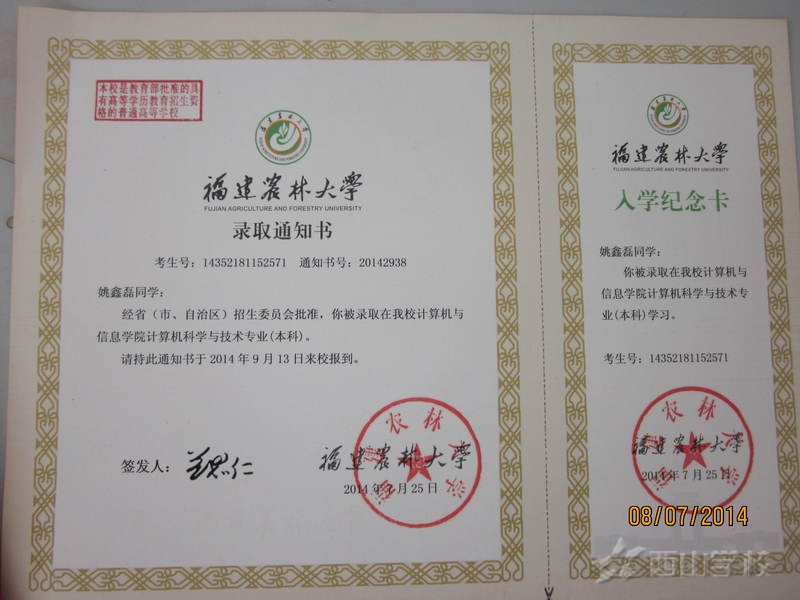 本校是教育部批准的具
有高等学历教育招生资
格的普通高等学校
福建农林大学
FUJIAN AGRICULTURE AND FORESTRY UNIVERSITY
录取通知书
考生号：14352181152571 通知书号：20142938
姚鑫磊同学：
经省（市、自治区）招生委员会批准，你被录取在我校计算机与
信息学院计算机科学与技术专业(本科)。
请持此通知书于 2014 年 9 月 13 日来校报到。
签发人：
福建农林大学
2014 年 7 月 25 日
福建农林大学
FUJIAN AGRICULTURE AND FORESTRY UNIVERSITY
入学纪念卡
姚鑫磊同学：
你被录取在我校计算机与
信息学院计算机科学与技术专
业(本科)学习。
考生号：14352181152571
福建农林大学
2014 年 7 月 25 日
08/07/2014
西山学校